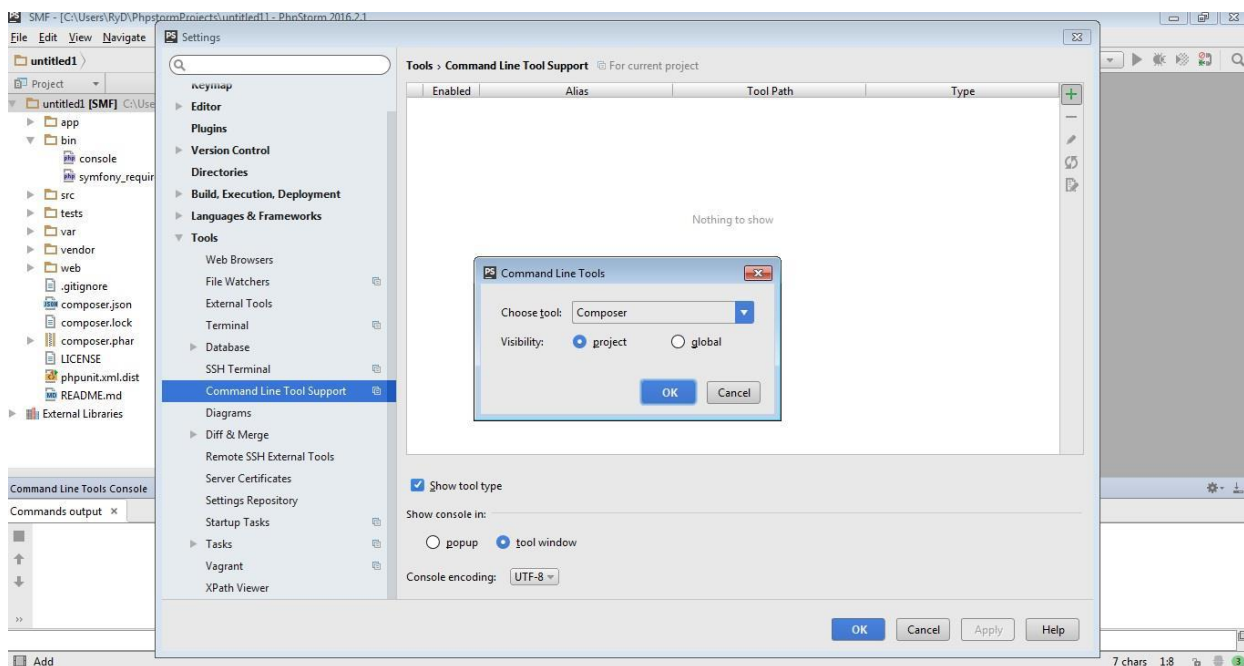 SMF - [C:\Users\RyD\PhpstormProjects\untitled1] - PhpStorm 2016.2.1
File Edit View Navigate
Settings
untitled1
Project
untitled1 [SMF] C:\Use
app
bin
console
symfony_requir
src
tests
var
vendor
web
.gitignore
composer.json
composer.lock
composer.phar
LICENSE
phpunit.xml.dist
README.md
External Libraries
Keymap
Editor
Plugins
Version Control
Directories
Build, Execution, Deployment
Languages & Frameworks
Tools
Web Browsers
File Watchers
External Tools
Terminal
Database
SSH Terminal
Command Line Tool Support
Diagrams
Diff & Merge
Remote SSH External Tools
Server Certificates
Settings Repository
Startup Tasks
Tasks
Vagrant
XPath Viewer
Tools › Command Line Tool Support For current project
Enabled Alias Tool Path Type
Nothing to show
Command Line Tools
Choose tool: Composer
Visibility: project global
OK Cancel
Show tool type
Show console in:
popup tool window
Console encoding: UTF-8
OK Cancel Apply Help
Command Line Tools Console
Commands output ×
Add
7 chars 1:8 3